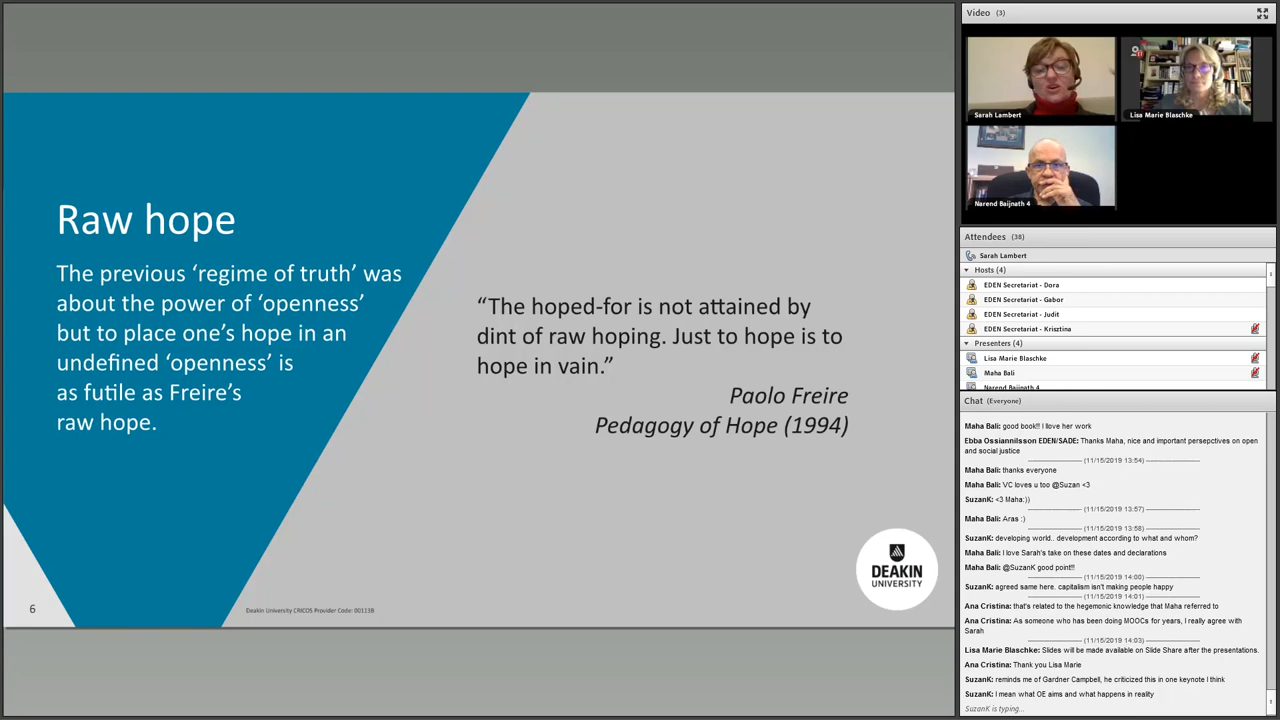 Raw hope
The previous ‘regime of truth’ was
about the power of ‘openness’
but to place one’s hope in an
undefined ‘openness’ is
as futile as Freire’s
raw hope.
“The hoped-for is not attained by
dint of raw hoping. Just to hope is to
hope in vain.”
Paolo Freire
Pedagogy of Hope (1994)
DEAKIN
UNIVERSITY
6
Deakin University CRICOS Provider Code: 00113B
Video (3)
Sarah Lambert
Lisa Marie Blaschke
Narend Baijnath 4
Attendees (38)
Sarah Lambert
Hosts (4)
EDEN Secretariat - Dora
EDEN Secretariat - Gabor
EDEN Secretariat - Judit
EDEN Secretariat - Krisztina
Presenters (4)
Lisa Marie Blaschke
Maha Bali
Narend Baijnath 4
Chat (Everyone)
Maha Bali: good book!! I llove her work
Ebba Ossiannilsson EDEN/SADE: Thanks Maha, nice and important persepctives on open
and social justice
(11/15/2019 13:54)
Maha Bali: thanks everyone
Maha Bali: VC loves u too @Suzan <3
SuzanK: <3 Maha:))
(11/15/2019 13:57)
Maha Bali: Aras :)
(11/15/2019 13:58)
SuzanK: developing world.. development according to what and whom?
Maha Bali: I love Sarah's take on these dates and declarations
Maha Bali: @SuzanK good point!!!
(11/15/2019 14:00)
SuzanK: agreed same here. capitalism isn't making people happy
(11/15/2019 14:01)
Ana Cristina: that's related to the hegemonic knowledge that Maha referred to
Ana Cristina: As someone who has been doing MOOCs for years, I really agree with
Sarah
(11/15/2019 14:03)
Lisa Marie Blaschke: Slides will be made available on Slide Share after the presentations.
Ana Cristina: Thank you Lisa Marie
SuzanK: reminds me of Gardner Campbell, he criticized this in one keynote I think
SuzanK: I mean what OE aims and what happens in reality
SuzanK is typing...